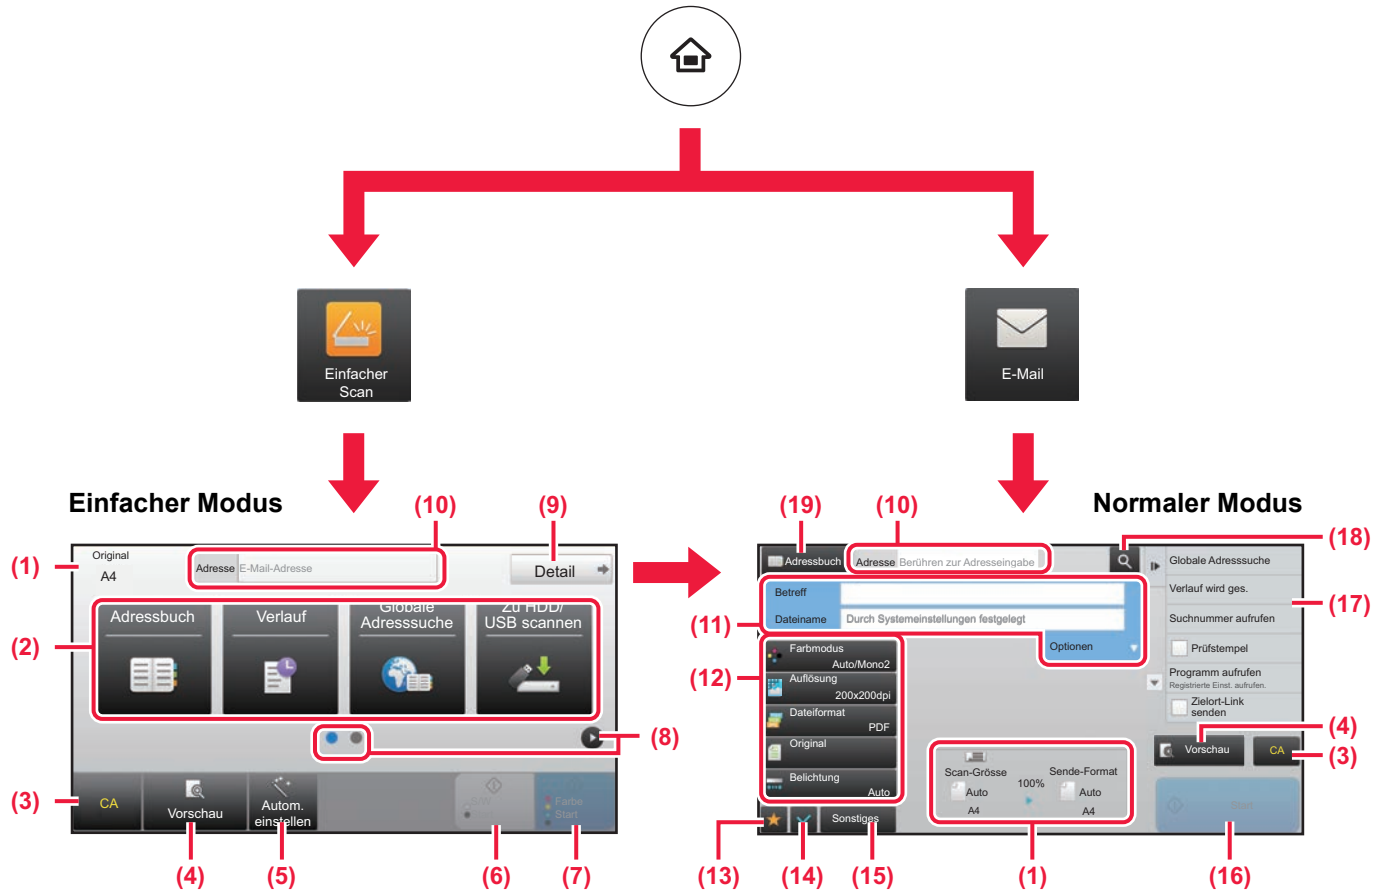 Einfacher
Scan
E-Mail
Einfacher Modus
Normaler Modus
(10)
(9)
(19)
(10)
(18)
(1)
Original
A4
Adresse
E-Mail-Adresse
Detail
(2)
Adressbuch
Verlauf
Globale
Adresssuche
Zu HDD/
USB scannen
(8)
(3)
CA
Vorschau
Autom.
einstellen
Farbe
Start
(4)
(5)
(6)
(7)
Adressbuch
Adresse
Berühren zur Adresseingabe
Betreff
Dateiname
Durch Systemeinstellungen festgelegt
Optionen
(11)
(12)
Farbmodus
Auto/Mono2
Auflösung
200x200dpi
Dateiformat
PDF
Original
Belichtung
Auto
Sonstiges
Scan-Grösse
Auto
A4
100%
Sende-Format
Auto
A4
Globale Adresssuche
Verlauf wird ges.
Suchnummer aufrufen
Prüfstempel
Programm aufrufen
Registrierte Einst. aufrufen.
Zielort-Link
senden
(17)
(4)
Vorschau
CA
(3)
Start
(13)
(14)
(15)
(1)
(16)